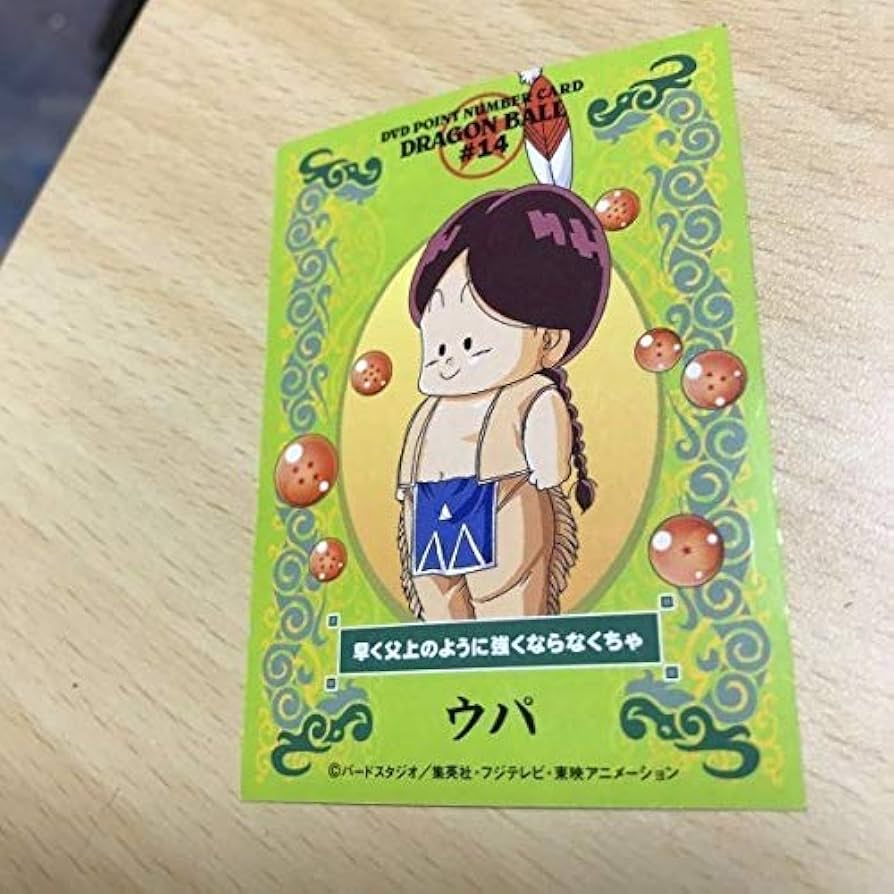 DVD POINT NUMBER CARD
DRAGON BALL
#14
早く父上のように強くならなくちゃ
ウパ
©バードスタジオ／集英社・フジテレビ・東映アニメーション